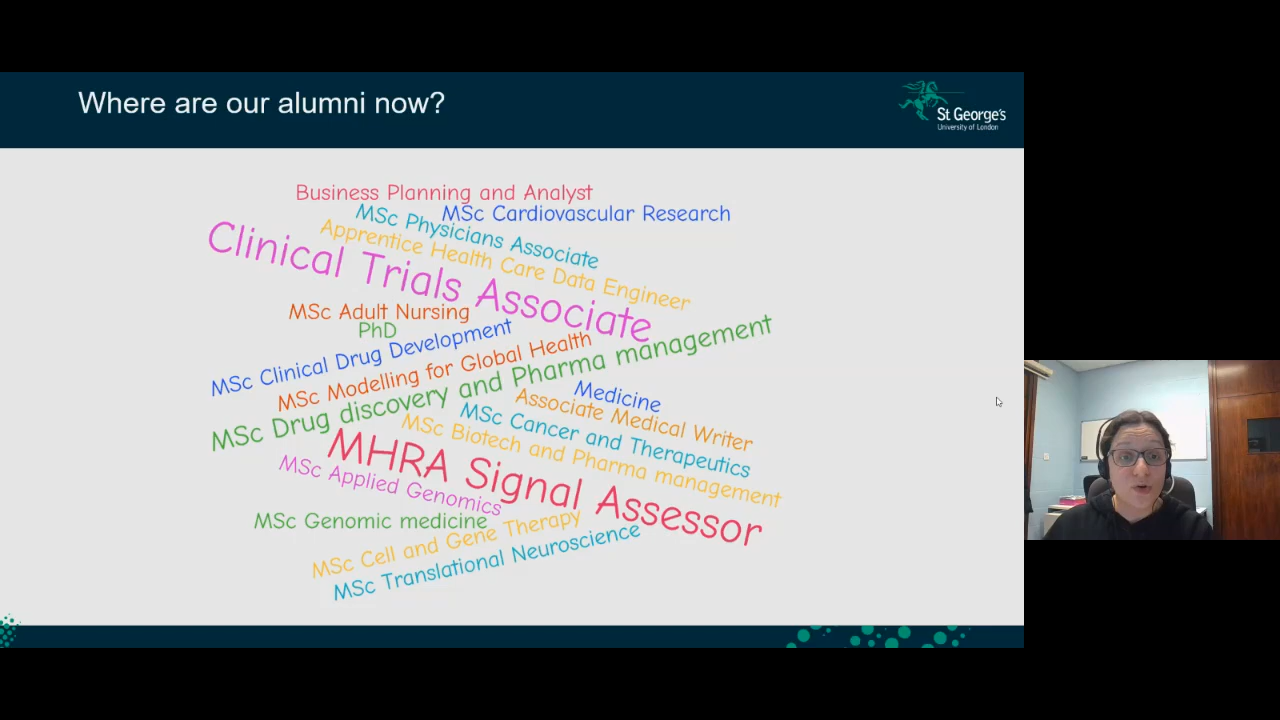 Where are our alumni now?
St George's
University of London
Business Planning and Analyst
MSc Cardiovascular Research
MSc Physicians Associate
Apprentice Health Care Data Engineer
Clinical Trials Associate
MSc Adult Nursing
PhD
MSc Clinical Drug Development
MSc Modelling for Global Health
MSc Drug discovery and Pharma management
Medicine
Associate Medical Writer
MSc Cancer and Therapeutics
MSc Biotech and Pharma management
MHRA Signal Assessor
MSc Applied Genomics
MSc Genomic medicine
MSc Cell and Gene Therapy
MSc Translational Neuroscience